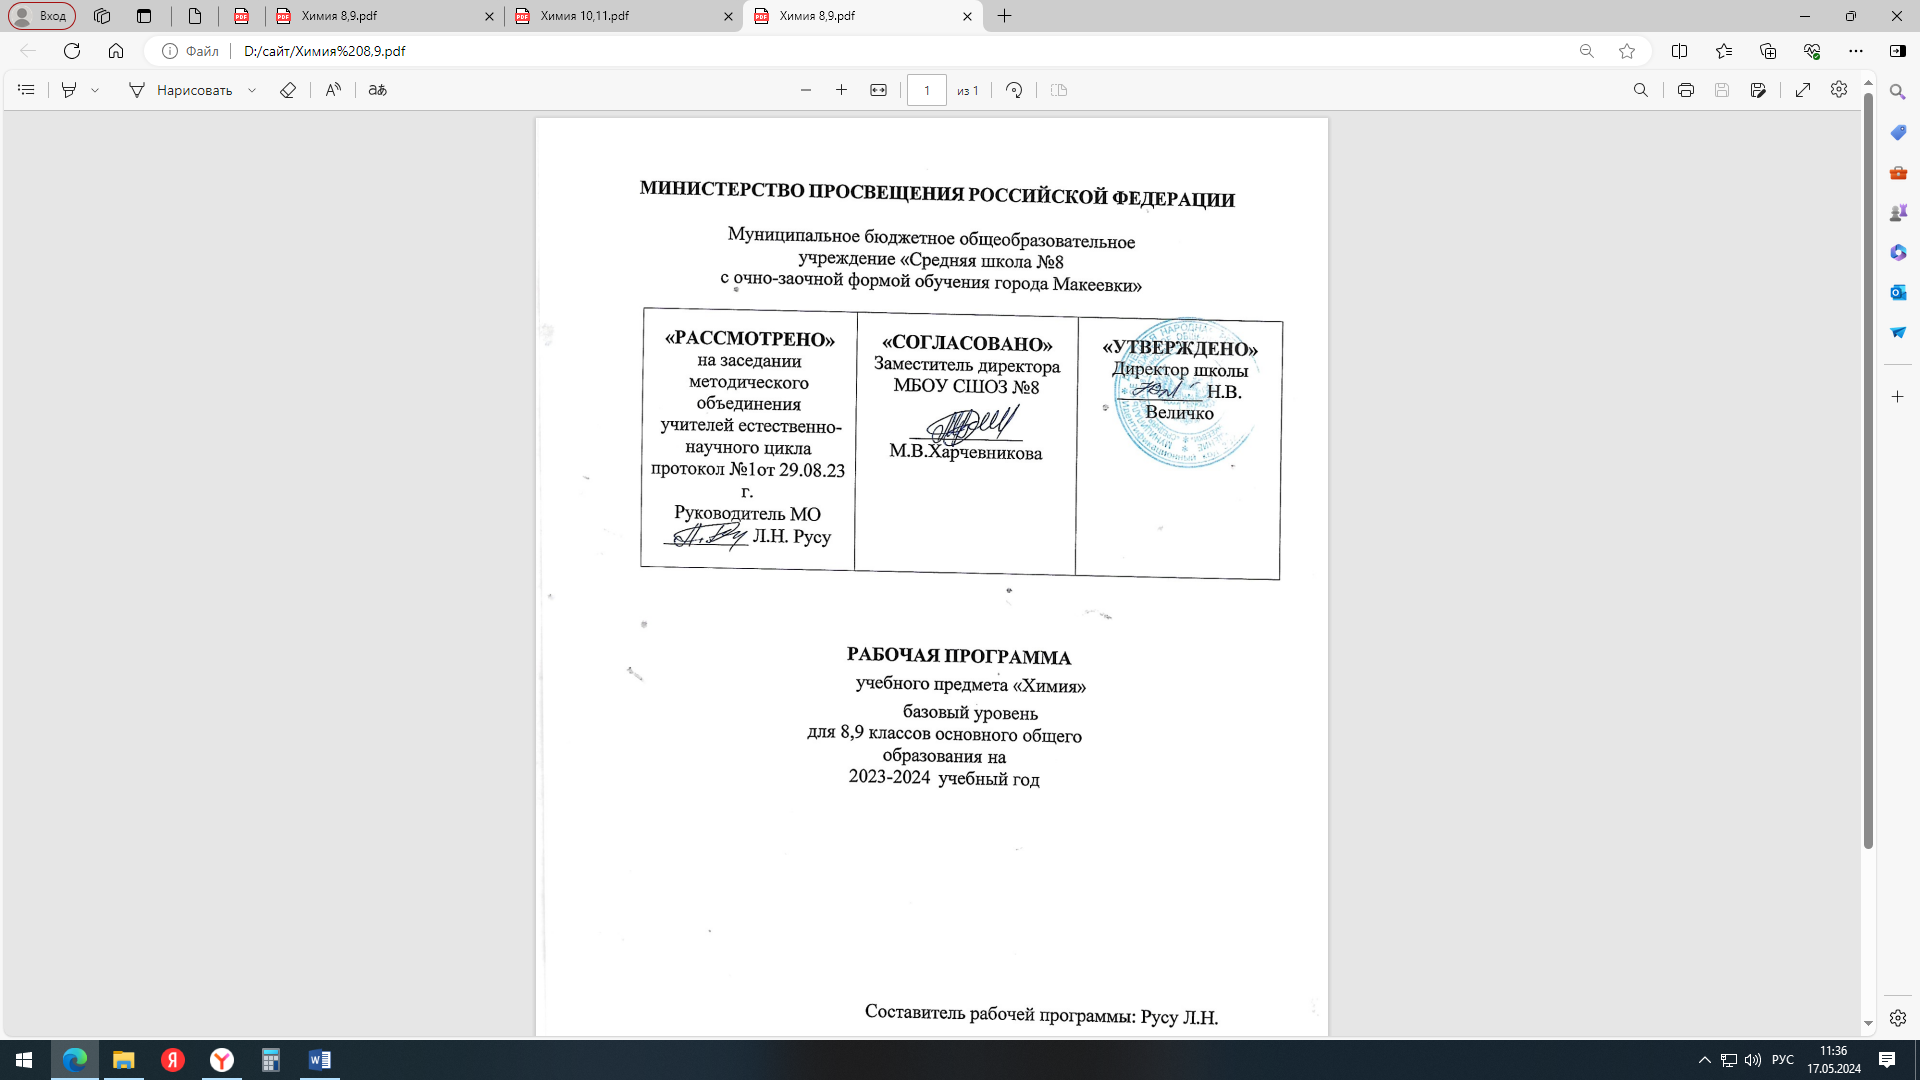 Вход
Химия 8,9.pdf
Химия 10,11.pdf
Химия 8,9.pdf
Файл
D:/сайт/Химия%208,9.pdf
Нарисовать
1
из 1
МИНИСТЕРСТВО ПРОСВЕЩЕНИЯ РОССИЙСКОЙ ФЕДЕРАЦИИ
Муниципальное бюджетное общеобразовательное
учреждение «Средняя школа №8
с очно-заочной формой обучения города Макеевки»
«РАССМОТРЕНО»
на заседании
методического
объединения
учителей естественно-
научного цикла
протокол №1от 29.08.23
г.
Руководитель МО
Л.Н. Русу
«СОГЛАСОВАНО»
Заместитель директора
МБОУ СШОЗ №8
М.В.Харчевникова
«УТВЕРЖДЕНО»
Директор школы
Н.В.
Величко
РАБОЧАЯ ПРОГРАММА
учебного предмета «Химия»
базовый уровень
для 8,9 классов основного общего
образования на
2023-2024 учебный год
Составитель рабочей программы: Русу Л.Н.
РУС
11:36
17.05.2024